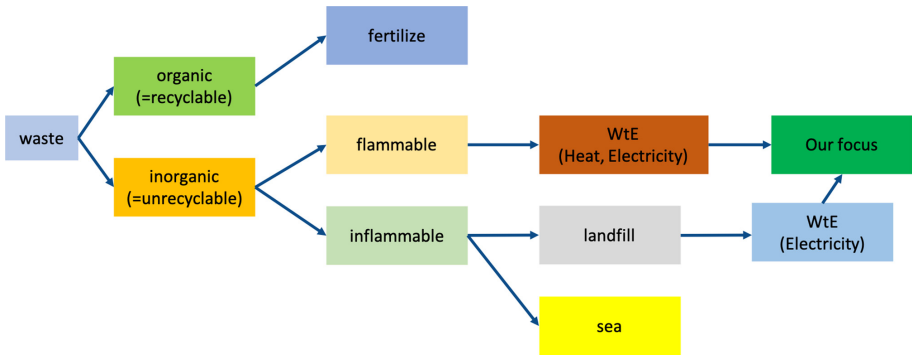 fertilize
organic
(=recyclable)
waste
flammable
WtE
(Heat, Electricity)
Our focus
inorganic
(=unrecyclable)
inflammable
landfill
WtE
(Electricity)
sea